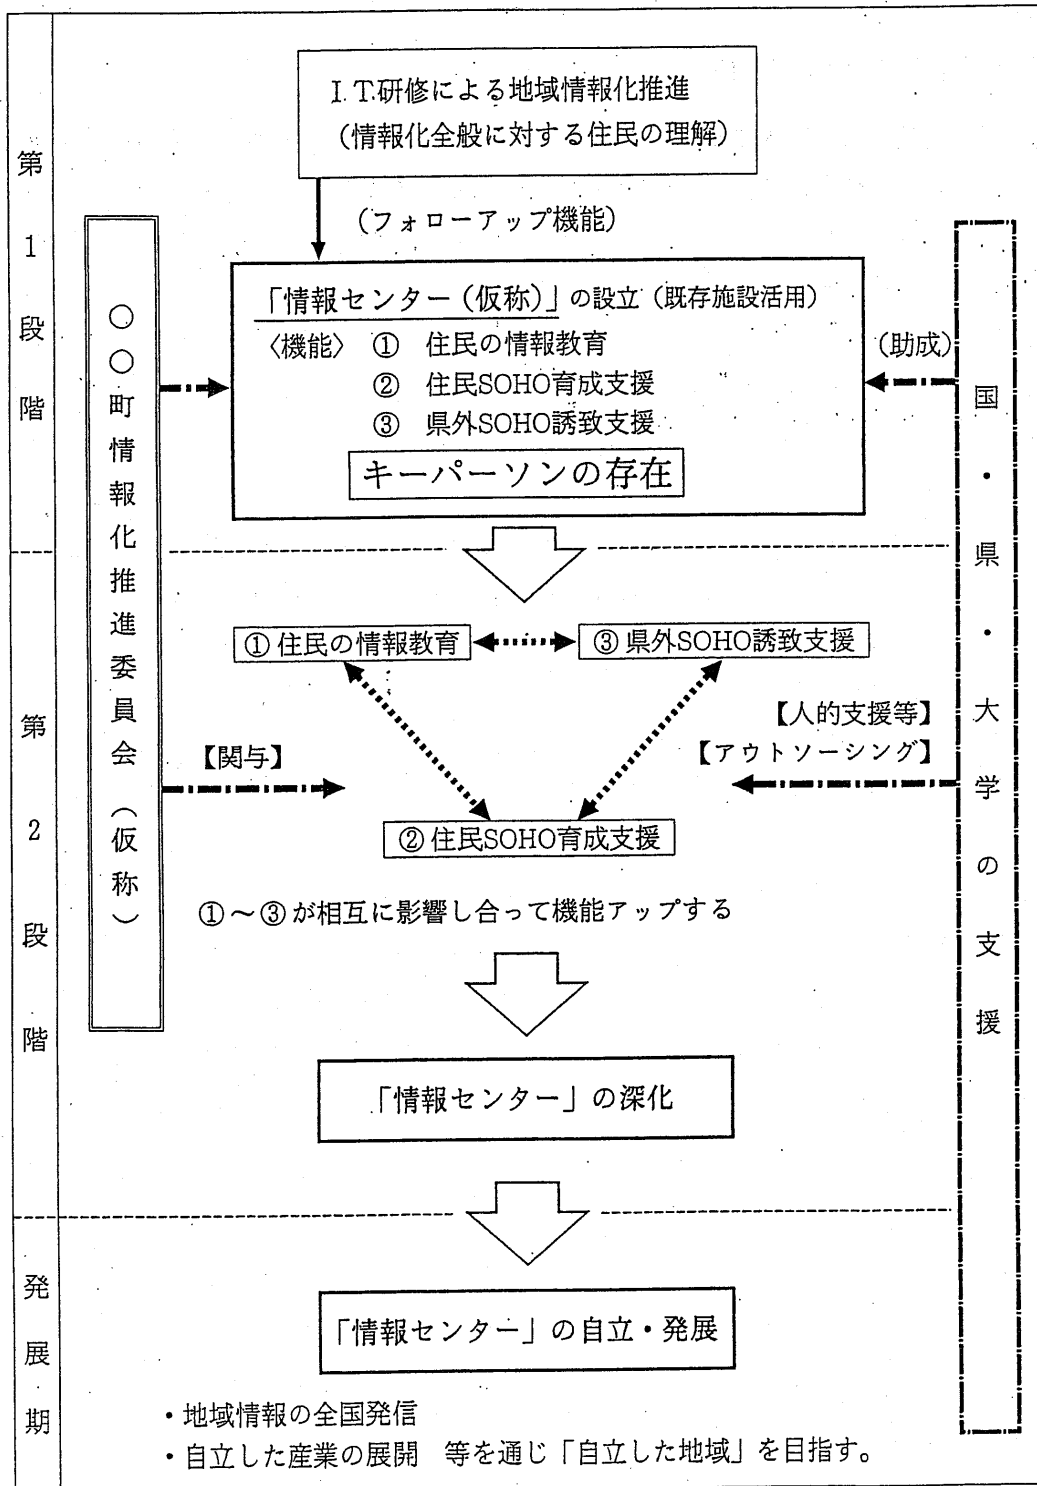 第1段階
I.T.研修による地域情報化推進
(情報化全般に対する住民の理解)
(フォローアップ機能)
○○町情報化推進委員会(仮称)
「情報センター(仮称)」の設立(既存施設活用)
〈機能〉 ① 住民の情報教育
② 住民SOHO育成支援
③ 県外SOHO誘致支援
キーパーソンの存在
(助成)
国・県・大学の支援
第2段階
① 住民の情報教育
③ 県外SOHO誘致支援
【関与】
【人的支援等】
【アウトソーシング】
② 住民SOHO育成支援
①~③が相互に影響し合って機能アップする
「情報センター」の深化
発展期
「情報センター」の自立・発展
・地域情報の全国発信
・自立した産業の展開 等を通じ「自立した地域」を目指す。